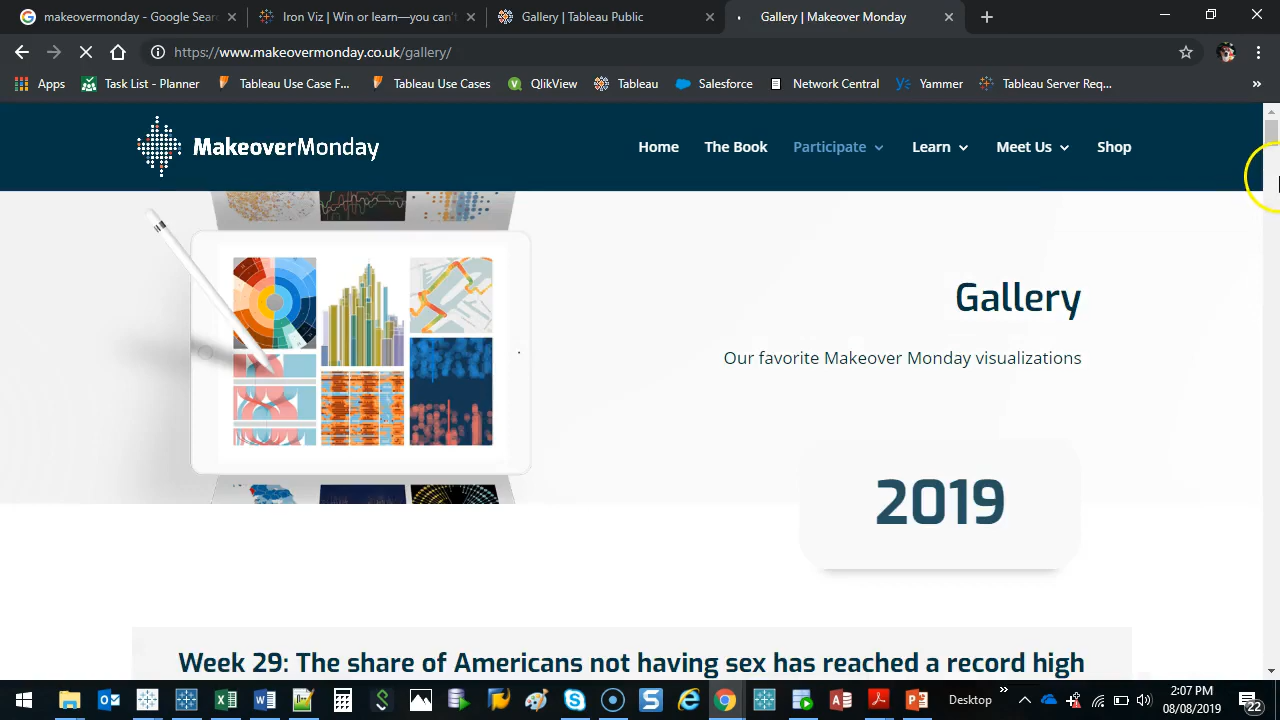 makeovermonday - Google Sear
Iron Viz | Win or learn—you can't
Gallery | Tableau Public
Gallery | Makeover Monday
https://www.makeovermonday.co.uk/gallery/
Apps
Task List - Planner
Tableau Use Case F...
Tableau Use Cases
QlikView
Tableau
Salesforce
Network Central
Yammer
Tableau Server Req...
MakeoverMonday
Home
The Book
Participate
Learn
Meet Us
Shop
Gallery
Our favorite Makeover Monday visualizations
2019
Week 29: The share of Americans not having sex has reached a record high
Desktop
2:07 PM
08/08/2019
22